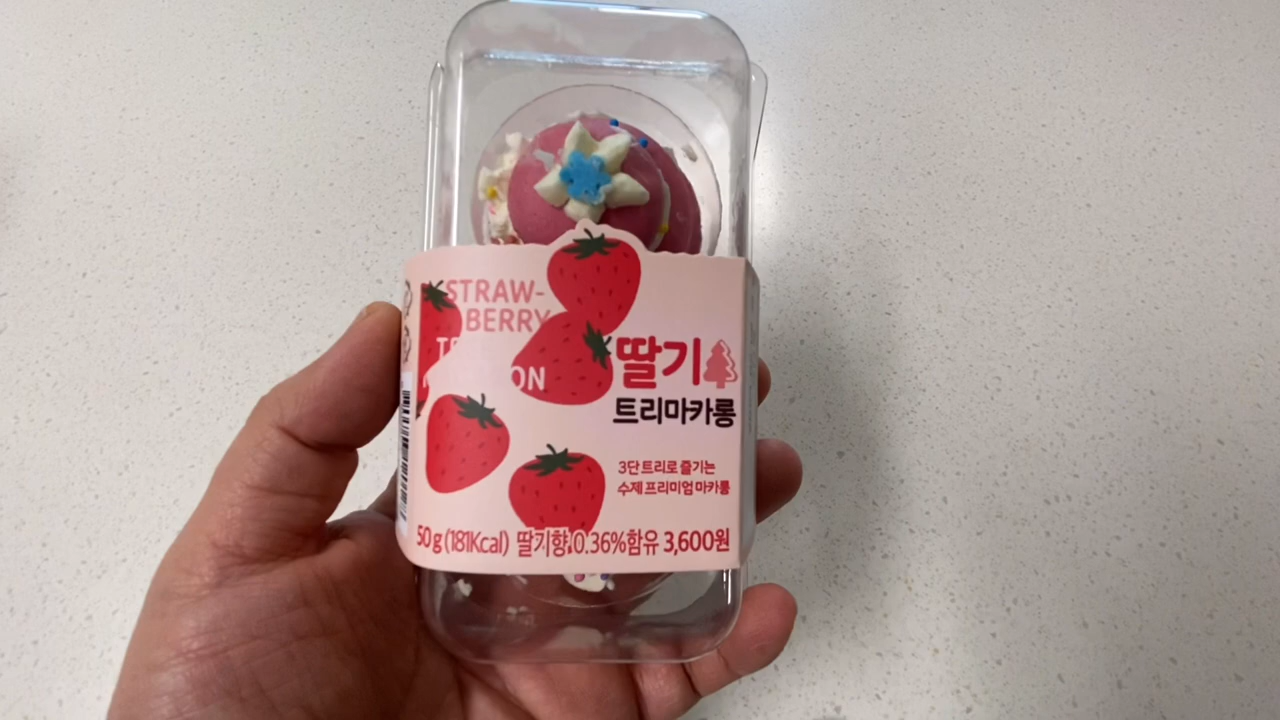 STRAW-
BERRY
딸기
트리마카롱
3단 트리로 즐기는
수제 프리미엄 마카롱
50g (181Kcal) 딸기향 0.36% 함유 3,600원